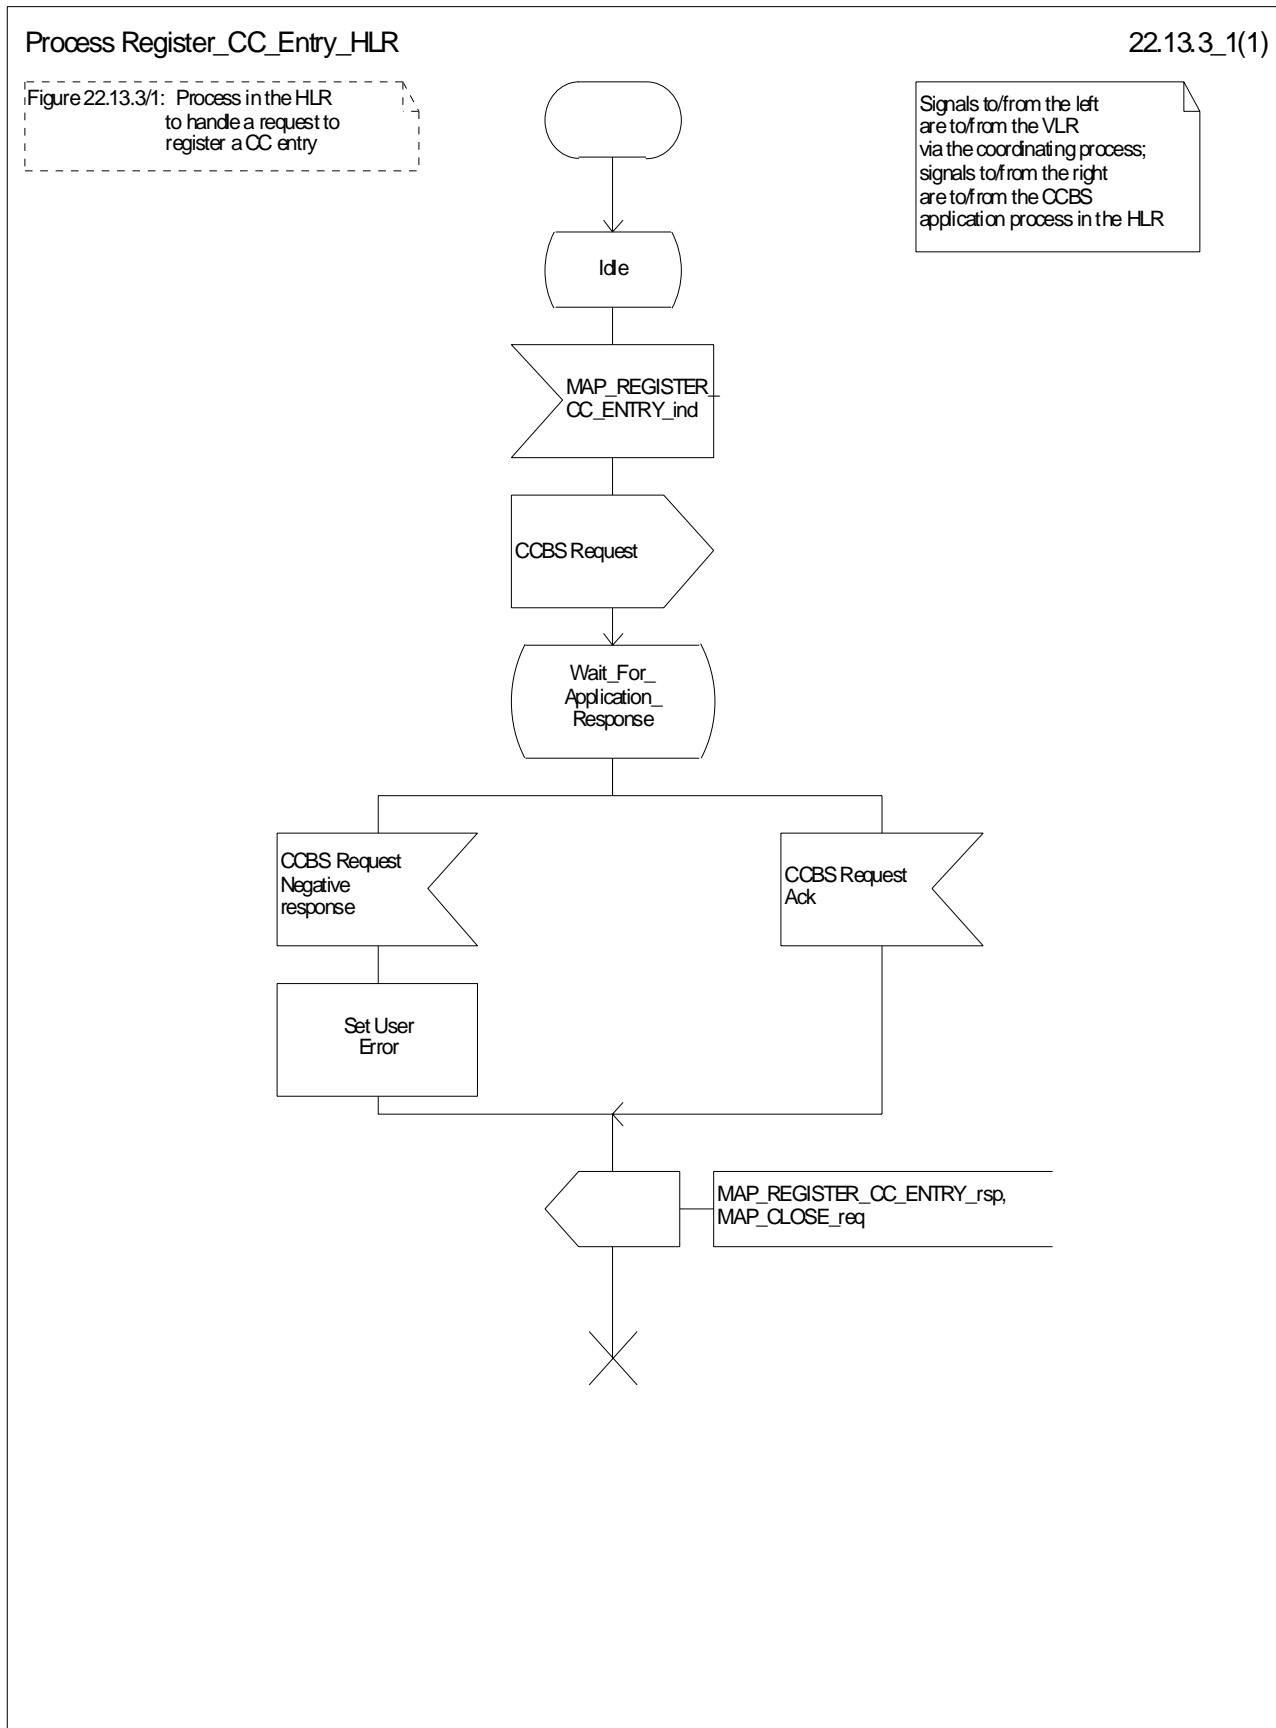 Process Register_CC_Entry_HLR
22.13.3_1(1)
Figure 22.13.3/1: Process in the HLR
to handle a request to
register a CC entry
Signals to/from the left
are to/from the VLR
via the coordinating process;
signals to/from the right
are to/from the CCBS
application process in the HLR
Idle
MAP_REGISTER_
CC_ENTRY_ind
CCBS Request
Wait_For_
Application_
Response
CCBS Request
Negative
response
CCBS Request
Ack
Set User
Error
MAP_REGISTER_CC_ENTRY_rsp,
MAP_CLOSE_req